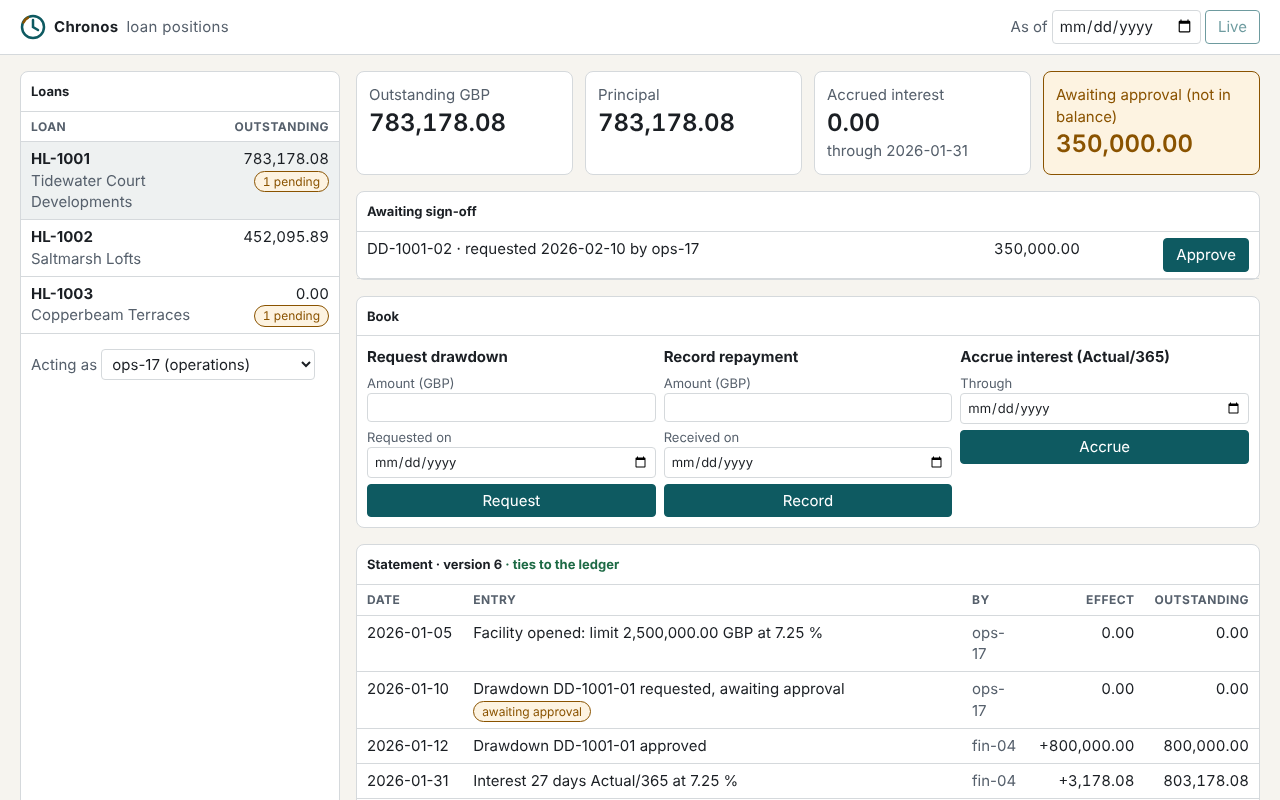 Chronos loan positions
As of mm/dd/yyyy Live
Loans
LOAN OUTSTANDING
HL-1001 783,178.08
Tidewater Court Developments 1 pending
HL-1002 452,095.89
Saltmarsh Lofts
HL-1003 0.00
Copperbeam Terraces 1 pending
Acting as ops-17 (operations)
Outstanding GBP
783,178.08
Principal
783,178.08
Accrued interest
0.00
through 2026-01-31
Awaiting approval (not in
balance)
350,000.00
Awaiting sign-off
DD-1001-02 · requested 2026-02-10 by ops-17 350,000.00 Approve
Book
Request drawdown
Amount (GBP)
Requested on
mm/dd/yyyy
Request
Record repayment
Amount (GBP)
Received on
mm/dd/yyyy
Record
Accrue interest (Actual/365)
Through
mm/dd/yyyy
Accrue
Statement · version 6 · ties to the ledger
DATE ENTRY BY EFFECT OUTSTANDING
2026-01-05 Facility opened: limit 2,500,000.00 GBP at 7.25 % ops-17 0.00 0.00
2026-01-10 Drawdown DD-1001-01 requested, awaiting approval ops-17 0.00 0.00
awaiting approval
2026-01-12 Drawdown DD-1001-01 approved fin-04 +800,000.00 800,000.00
2026-01-31 Interest 27 days Actual/365 at 7.25 % fin-04 +3,178.08 803,178.08